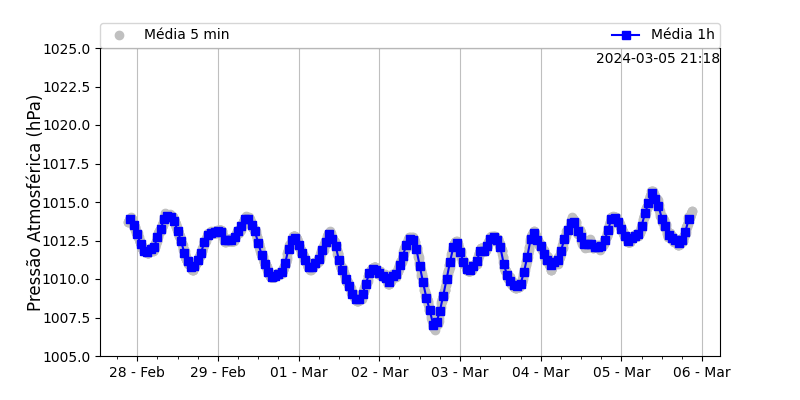 Média 5 min
Média 1h
2024-03-05 21:18
Pressão Atmosférica (hPa)
1025.0
1022.5
1020.0
1017.5
1015.0
1012.5
1010.0
1007.5
1005.0
28 - Feb
29 - Feb
01 - Mar
02 - Mar
03 - Mar
04 - Mar
05 - Mar
06 - Mar